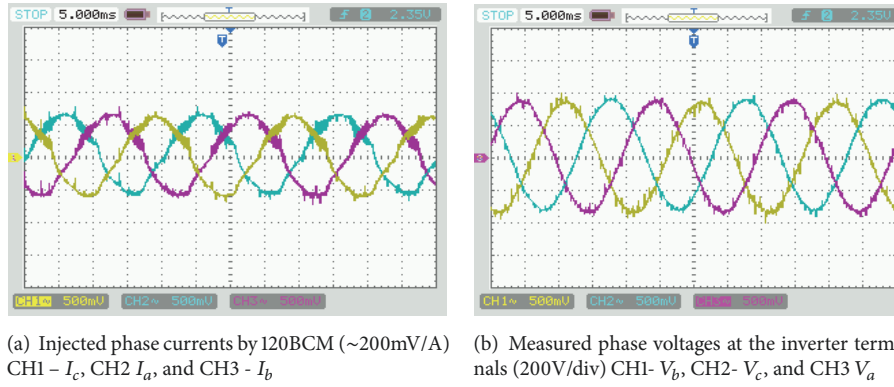 STOP 5.000ms T 2 2.35V
T
CH1~ 500mV CH2~ 500mV CH3~ 500mV
(a) Injected phase currents by 120BCM (~200mV/A)
CH1 – Ic, CH2 Ia, and CH3 - Ib
STOP 5.000ms T 2 2.35V
T
CH1~ 500mV CH2~ 500mV CH3~ 500mV
(b) Measured phase voltages at the inverter term
nals (200V/div) CH1- Vb, CH2- Vc, and CH3 Va